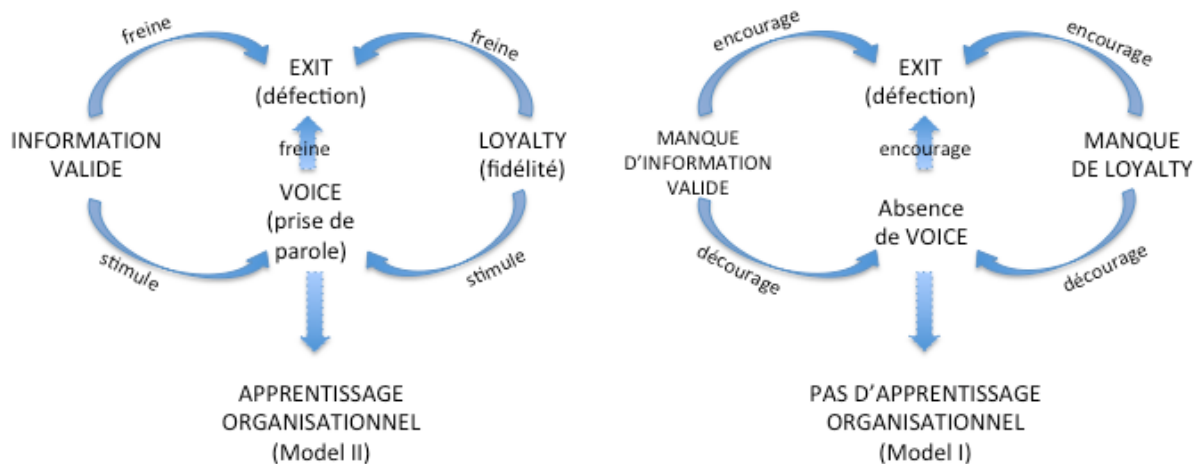 freine
freine
EXIT
(défection)
INFORMATION
VALIDE
freine
LOYALTY
(fidélité)
VOICE
(prise de
parole)
stimule
stimule
APPRENTISSAGE
ORGANISATIONNEL
(Model II)
encourage
encourage
EXIT
(défection)
MANQUE
D’INFORMATION
VALIDE
encourage
MANQUE
DE LOYALTY
Absence
de VOICE
décourage
décourage
PAS D’APPRENTISSAGE
ORGANISATIONNEL
(Model I)